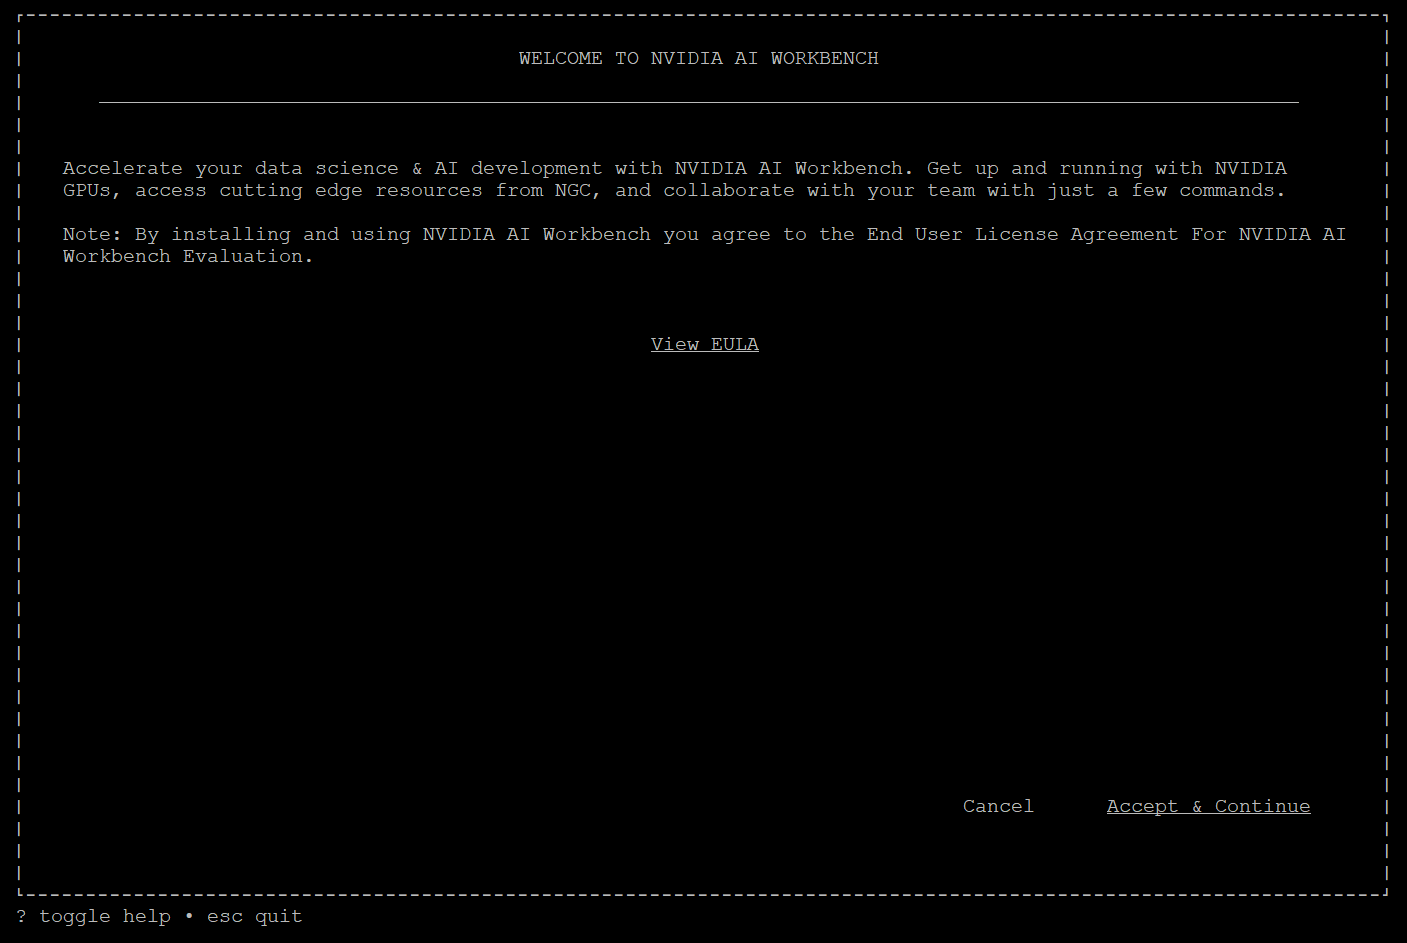 WELCOME TO NVIDIA AI WORKBENCH
Accelerate your data science & AI development with NVIDIA AI Workbench. Get up and running with NVIDIA
GPUs, access cutting edge resources from NGC, and collaborate with your team with just a few commands.
Note: By installing and using NVIDIA AI Workbench you agree to the End User License Agreement For NVIDIA AI
Workbench Evaluation.
View EULA
Cancel Accept & Continue
? toggle help • esc quit